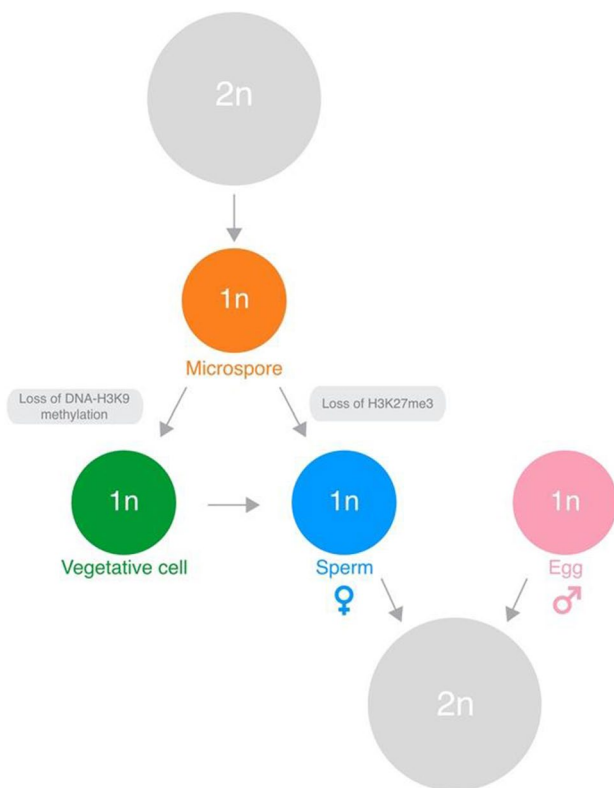 2n
1n
Microspore
Loss of DNA-H3K9
methylation
Loss of H3K27me3
1n
Vegetative cell
1n
Sperm
♀
1n
Egg
♂
2n